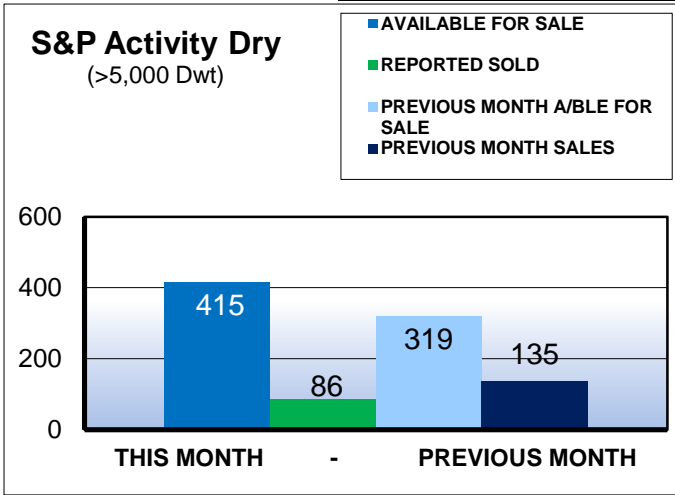 S&P Activity Dry
(>5,000 Dwt)
AVAILABLE FOR SALE
REPORTED SOLD
PREVIOUS MONTH A/BLE FOR
SALE
PREVIOUS MONTH SALES
600
400
200
0
415
86
319
135
THIS MONTH - PREVIOUS MONTH